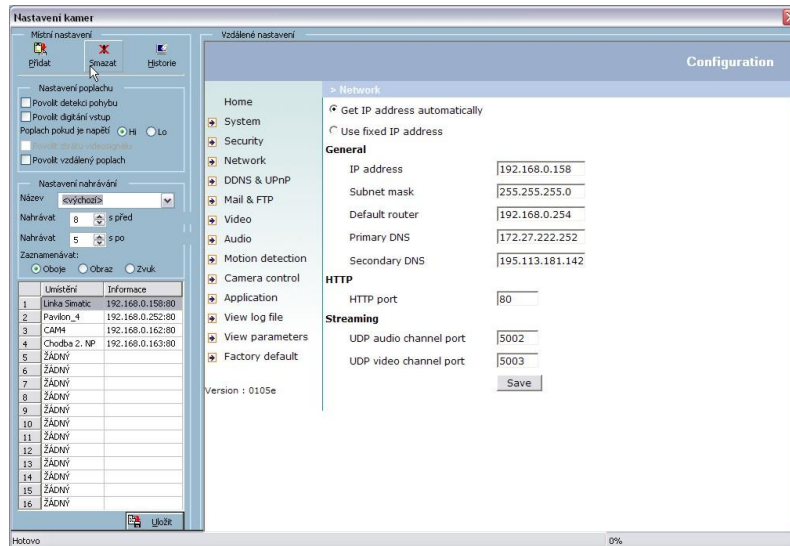 Nastavení kamer
Místní nastavení
Přidat Smazat Historie
Nastavení poplachu
Povolit detekci pohybu
Povolit digitání vstup
Poplach pokud je napětí Hi Lo
Povolit vzdálený poplach
Nastavení nahrávání
Název <výchozí>
Nahrávat 8 s před
Nahrávat 5 s po
Zaznamenávat:
Oboje Obraz Zvuk
Umístění Informace
1 Linka Simatic 192.168.0.158:80
2 Pavilon_4 192.168.0.252:80
3 CAM4 192.168.0.162:80
4 Chodba 2. NP 192.168.0.163:80
5 ŽÁDNÝ
6 ŽÁDNÝ
7 ŽÁDNÝ
8 ŽÁDNÝ
9 ŽÁDNÝ
10 ŽÁDNÝ
11 ŽÁDNÝ
12 ŽÁDNÝ
13 ŽÁDNÝ
14 ŽÁDNÝ
15 ŽÁDNÝ
16 ŽÁDNÝ
Uložit
Vzdálené nastavení
Configuration
Home
System
Security
Network
DDNS & UPnP
Mail & FTP
Video
Audio
Motion detection
Camera control
Application
View log file
View parameters
Factory default
Version : 0105e
> Network
Get IP address automatically
Use fixed IP address
General
IP address 192.168.0.158
Subnet mask 255.255.255.0
Default router 192.168.0.254
Primary DNS 172.27.222.252
Secondary DNS 195.113.181.142
HTTP
HTTP port 80
Streaming
UDP audio channel port 5002
UDP video channel port 5003
Save
Hotovo 0%